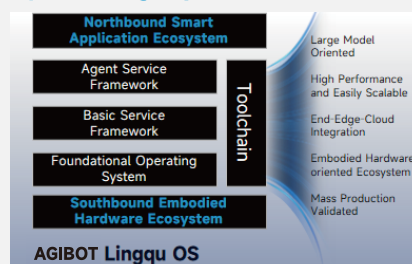 Northbound Smart
Application Ecosystem
Agent Service
Framework
Basic Service
Framework
Foundational Operating
System
Toolchain
Southbound Embodied
Hardware Ecosystem
Large Model
Oriented
High Performance
and Easily Scalable
End-Edge-Cloud
Integration
Embodied Hardware
oriented Ecosystem
Mass Production
Validated
AGIBOT Lingqu OS